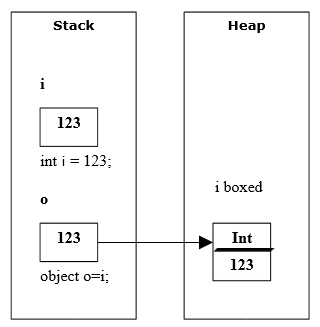 Stack
i
123
int i = 123;
o
123
object o=i;
Heap
i boxed
Int
123